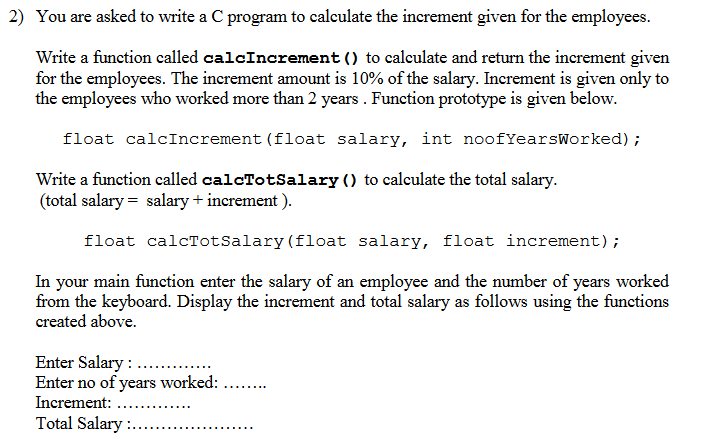 2) You are asked to write a C program to calculate the increment given for the employees.
Write a function called calcIncrement() to calculate and return the increment given
for the employees. The increment amount is 10% of the salary. Increment is given only to
the employees who worked more than 2 years . Function prototype is given below.
float calcIncrement(float salary, int noofYearsWorked);
Write a function called calcTotSalary() to calculate the total salary.
(total salary = salary + increment ).
float calcTotSalary(float salary, float increment);
In your main function enter the salary of an employee and the number of years worked
from the keyboard. Display the increment and total salary as follows using the functions
created above.
Enter Salary : .............
Enter no of years worked: ........
Increment: .............
Total Salary :.....................